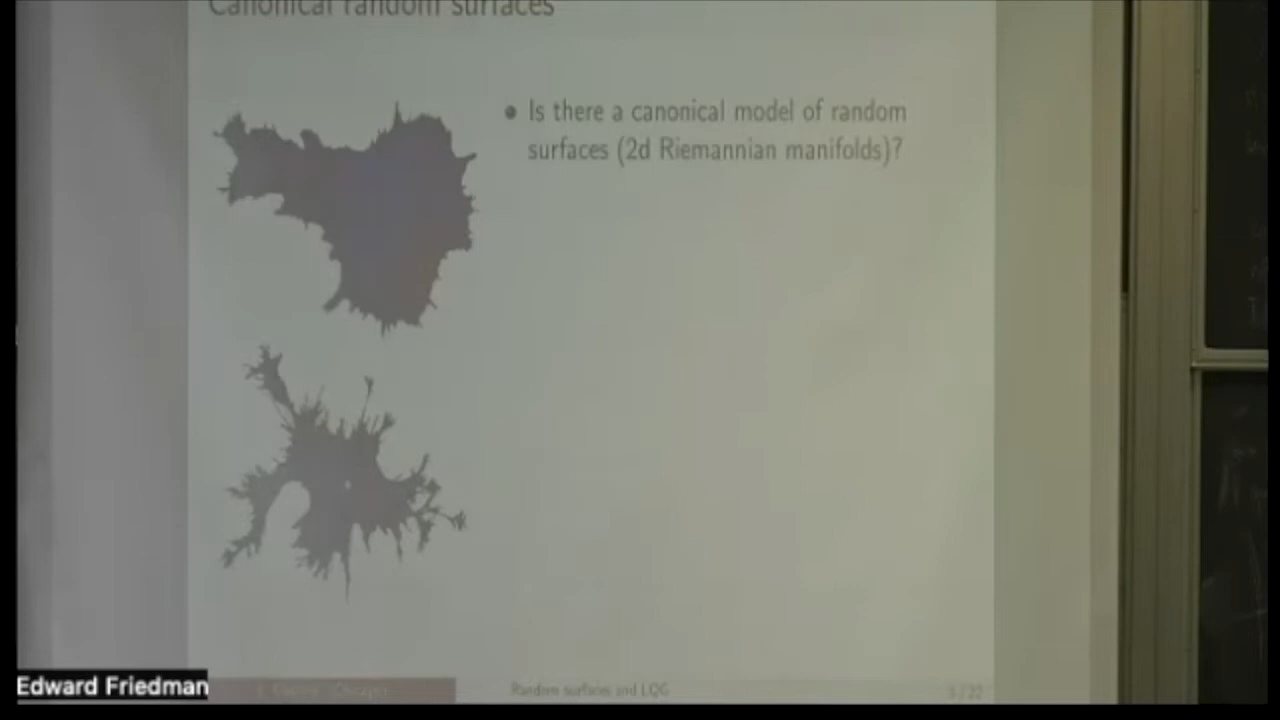 Canonical random surfaces
Is there a canonical model of random
surfaces (2d Riemannian manifolds)?
Edward Friedman
Random surfaces and LQG
/ 22